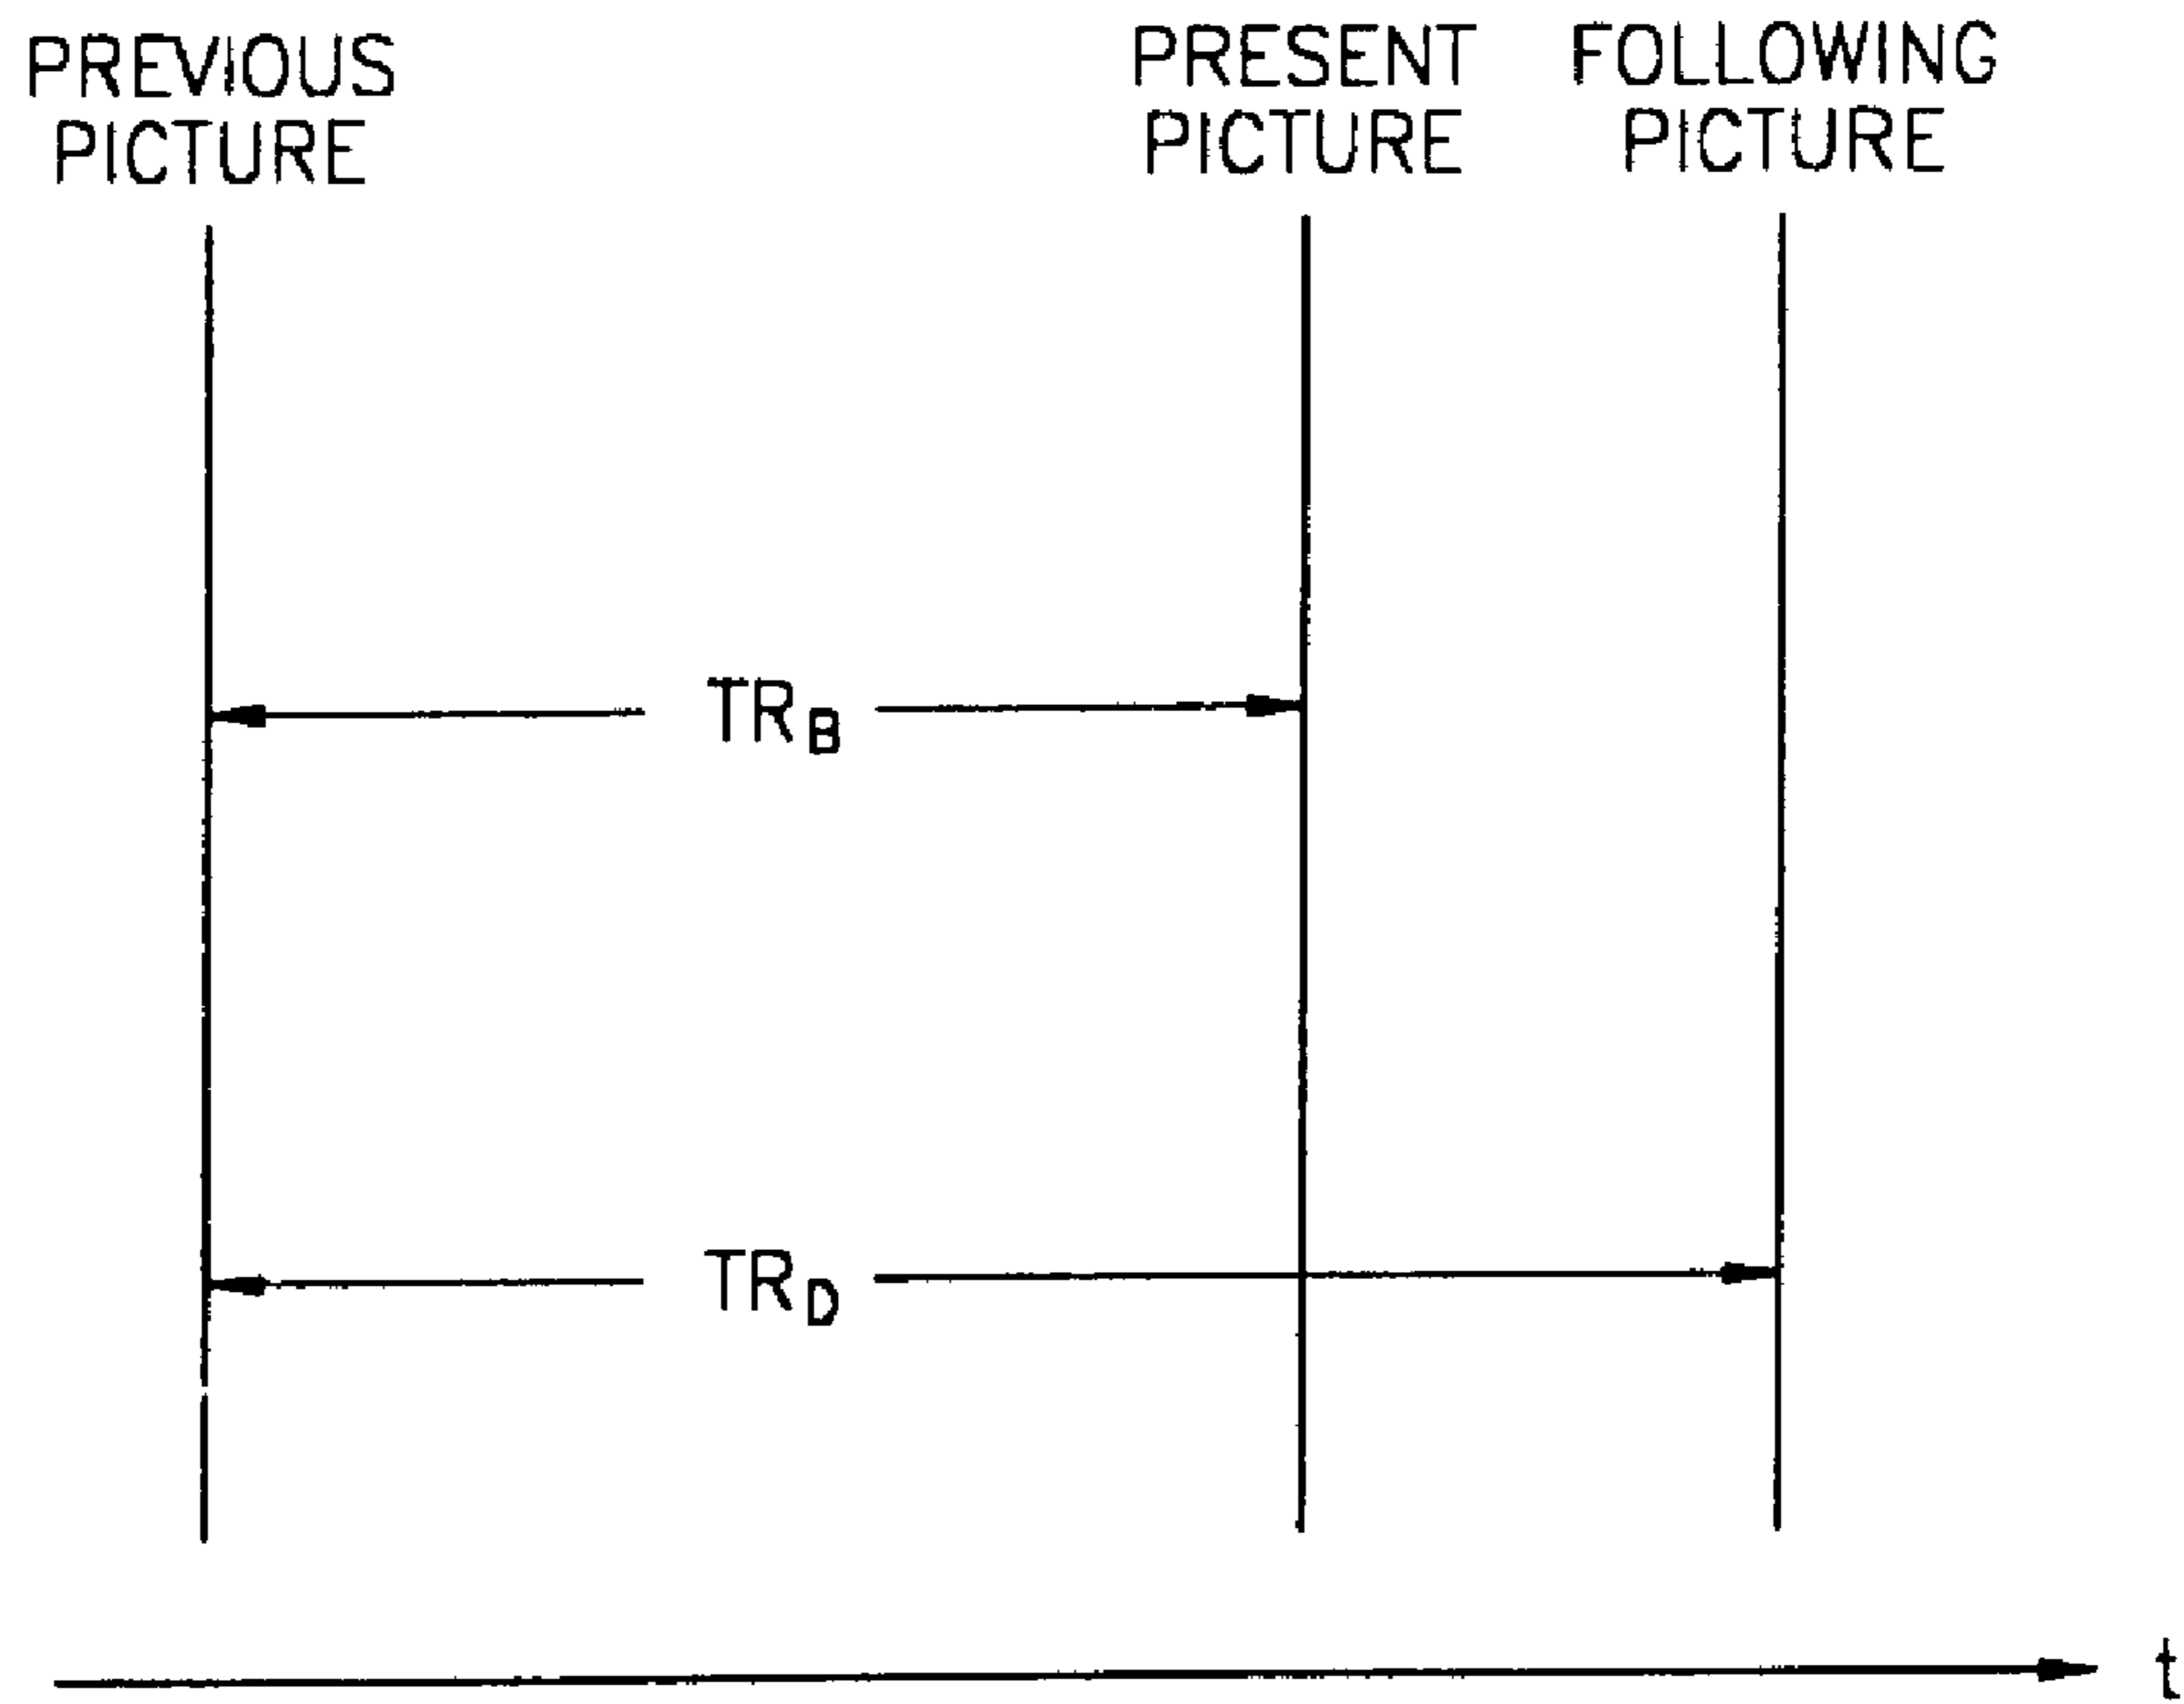 PREVIOUS
PICTURE
PRESENT
PICTURE
FOLLOWING
PICTURE
TRB
TRD
t